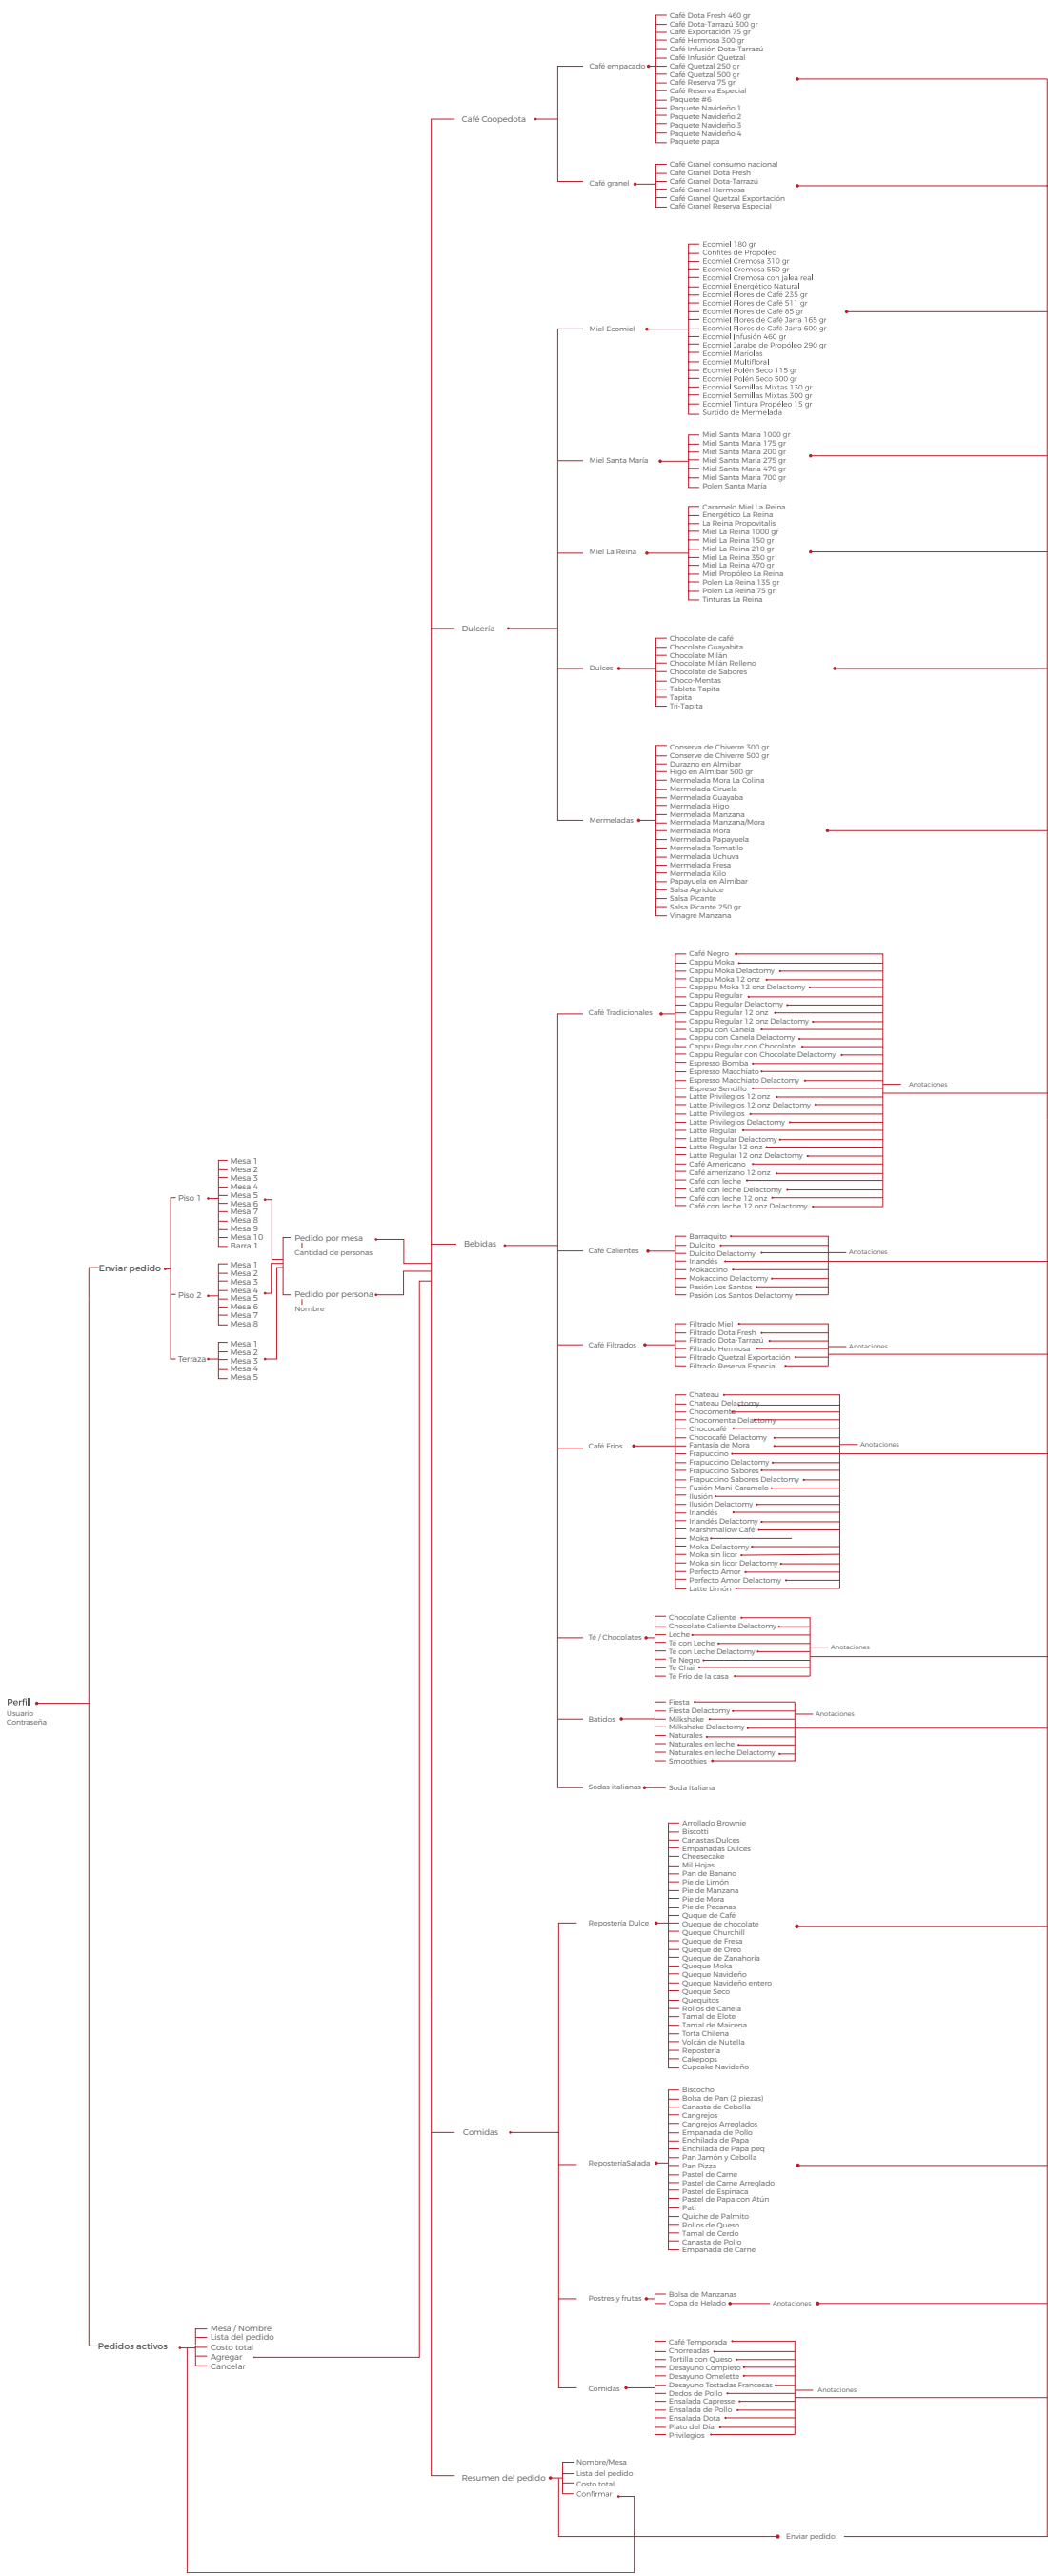 Perfil
Usuario
Contraseña
Enviar pedido
Piso 1
Mesa 1
Mesa 2
Mesa 3
Mesa 4
Mesa 5
Mesa 6
Mesa 7
Mesa 8
Mesa 9
Mesa 10
Barra 1
Piso 2
Mesa 1
Mesa 2
Mesa 3
Mesa 4
Mesa 5
Mesa 6
Mesa 7
Mesa 8
Terraza
Mesa 1
Mesa 2
Mesa 3
Mesa 4
Mesa 5
Pedido por mesa
Cantidad de personas
Pedido por persona
Nombre
Pedidos activos
Mesa / Nombre
Lista del pedido
Costo total
Agregar
Cancelar
Café Coopedota
Café empacado
Café Dota Fresh 460 gr
Café Dota-Tarrazú 300 gr
Café Exportación 75 gr
Café Hermosa 300 gr
Café Infusión Dota-Tarrazú
Café Infusión Quetzal
Café Quetzal 250 gr
Café Quetzal 500 gr
Café Reserva 75 gr
Café Reserva Especial
Paquete #6
Paquete Navideño 1
Paquete Navideño 2
Paquete Navideño 3
Paquete Navideño 4
Paquete papa
Café granel
Café Granel consumo nacional
Café Granel Dota Fresh
Café Granel Dota-Tarrazú
Café Granel Hermosa
Café Granel Quetzal Exportación
Café Granel Reserva Especial
Dulcería
Miel Ecomiel
Ecomiel 180 gr
Confites de Propóleo
Ecomiel Cremosa 310 gr
Ecomiel Cremosa 550 gr
Ecomiel Cremosa con jalea real
Ecomiel Energético Natural
Ecomiel Flores de Café 235 gr
Ecomiel Flores de Café 511 gr
Ecomiel Flores de Café 85 gr
Ecomiel Flores de Café Jarra 165 gr
Ecomiel Flores de Café Jarra 600 gr
Ecomiel Infusión 460 gr
Ecomiel Jarabe de Propóleo 290 gr
Ecomiel Mariolas
Ecomiel Multifloral
Ecomiel Polén Seco 115 gr
Ecomiel Polén Seco 500 gr
Ecomiel Semillas Mixtas 130 gr
Ecomiel Semillas Mixtas 300 gr
Ecomiel Tintura Propéleo 15 gr
Surtido de Mermelada
Miel Santa María
Miel Santa María 1000 gr
Miel Santa María 175 gr
Miel Santa María 200 gr
Miel Santa María 275 gr
Miel Santa María 470 gr
Miel Santa María 700 gr
Polen Santa María
Miel La Reina
Caramelo Miel La Reina
Energético La Reina
La Reina Propovitalis
Miel La Reina 1000 gr
Miel La Reina 150 gr
Miel La Reina 210 gr
Miel La Reina 350 gr
Miel La Reina 470 gr
Miel Propóleo La Reina
Polen La Reina 135 gr
Polen La Reina 75 gr
Tinturas La Reina
Dulces
Chocolate de café
Chocolate Guayabita
Chocolate Milán
Chocolate Milán Relleno
Chocolate de Sabores
Choco-Mentas
Tableta Tapita
Tapita
Tri-Tapita
Mermeladas
Conserva de Chiverre 300 gr
Conserve de Chiverre 500 gr
Durazno en Almíbar
Higo en Almíbar 500 gr
Mermelada Mora La Colina
Mermelada Ciruela
Mermelada Guayaba
Mermelada Higo
Mermelada Manzana
Mermelada Manzana/Mora
Mermelada Mora
Mermelada Papayuela
Mermelada Tomatilo
Mermelada Uchuva
Mermelada Fresa
Mermelada Kilo
Papayuela en Almíbar
Salsa Agridulce
Salsa Picante
Salsa Picante 250 gr
Vinagre Manzana
Bebidas
Café Tradicionales
Café Negro
Cappu Moka
Cappu Moka Delactomy
Cappu Moka 12 onz
Capppu Moka 12 onz Delactomy
Cappu Regular
Cappu Regular Delactomy
Cappu Regular 12 onz
Cappu Regular 12 onz Delactomy
Cappu con Canela
Cappu con Canela Delactomy
Cappu Regular con Chocolate
Cappu Regular con Chocolate Delactomy
Espresso Bomba
Espresso Macchiato
Espresso Macchiato Delactomy
Espreso Sencillo
Latte Privilegios 12 onz
Latte Privilegios 12 onz Delactomy
Latte Privilegios
Latte Privilegios Delactomy
Latte Regular
Latte Regular Delactomy
Latte Regular 12 onz
Latte Regular 12 onz Delactomy
Café Americano
Café amerizano 12 onz
Café con leche
Café con leche Delactomy
Café con leche 12 onz
Café con leche 12 onz Delactomy
Anotaciones
Café Calientes
Barraquito
Dulcito
Dulcito Delactomy
Irlandés
Mokaccino
Mokaccino Delactomy
Pasión Los Santos
Pasión Los Santos Delactomy
Anotaciones
Café Filtrados
Filtrado Miel
Filtrado Dota Fresh
Filtrado Dota-Tarrazú
Filtrado Hermosa
Filtrado Quetzal Exportación
Filtrado Reserva Especial
Anotaciones
Café Fríos
Chateau
Chateau Delactomy
Chocomenta
Chocomenta Delactomy
Chococafé
Chococafé Delactomy
Fantasía de Mora
Frapuccino
Frapuccino Delactomy
Frapuccino Sabores
Frapuccino Sabores Delactomy
Fusión Mani-Caramelo
Ilusión
Ilusión Delactomy
Irlandés
Irlandés Delactomy
Marshmallow Café
Moka
Moka Delactomy
Moka sin licor
Moka sin licor Delactomy
Perfecto Amor
Perfecto Amor Delactomy
Latte Limón
Anotaciones
Té / Chocolates
Chocolate Caliente
Chocolate Caliente Delactomy
Leche
Té con Leche
Té con Leche Delactomy
Te Negro
Te Chai
Té Frío de la casa
Anotaciones
Batidos
Fiesta
Fiesta Delactomy
Milkshake
Milkshake Delactomy
Naturales
Naturales en leche
Naturales en leche Delactomy
Smoothies
Anotaciones
Sodas italianas
Soda Italiana
Comidas
Repostería Dulce
Arrollado Brownie
Biscotti
Canastas Dulces
Empanadas Dulces
Cheesecake
Mil Hojas
Pan de Banano
Pie de Limón
Pie de Manzana
Pie de Mora
Pie de Pecanas
Quque de Café
Queque de chocolate
Queque Churchill
Queque de Fresa
Queque de Oreo
Queque de Zanahoria
Queque Moka
Queque Navideño
Queque Navideño entero
Queque Seco
Quequitos
Rollos de Canela
Tamal de Elote
Tamal de Maicena
Torta Chilena
Volcán de Nutella
Repostería
Cakepops
Cupcake Navideño
ReposteríaSalada
Biscocho
Bolsa de Pan (2 piezas)
Canasta de Cebolla
Cangrejos
Cangrejos Arreglados
Empanada de Pollo
Enchilada de Papa
Enchilada de Papa peq
Pan Jamón y Cebolla
Pan Pizza
Pastel de Carne
Pastel de Carne Arreglado
Pastel de Espinaca
Pastel de Papa con Atún
Pati
Quiche de Palmito
Rollos de Queso
Tamal de Cerdo
Canasta de Pollo
Empanada de Carne
Postres y frutas
Bolsa de Manzanas
Copa de Helado
Anotaciones
Comidas
Café Temporada
Chorreadas
Tortilla con Queso
Desayuno Completo
Desayuno Omelette
Desayuno Tostadas Francesas
Dedos de Pollo
Ensalada Capresse
Ensalada de Pollo
Ensalada Dota
Plato del Día
Privilegios
Anotaciones
Resumen del pedido
Nombre/Mesa
Lista del pedido
Costo total
Confirmar
Enviar pedido